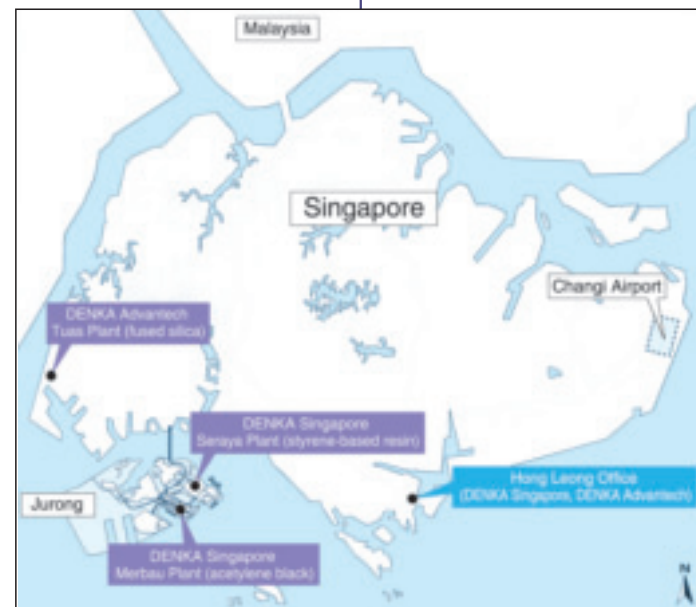 Malaysia
Singapore
Changi Airport
DENKA Advantech
Tuas Plant (fused silica)
DENKA Singapore
Seraya Plant (styrene-based resin)
Hong Leong Office
(DENKA Singapore, DENKA Advantech)
Jurong
DENKA Singapore
Merbau Plant (acetylene black)
N